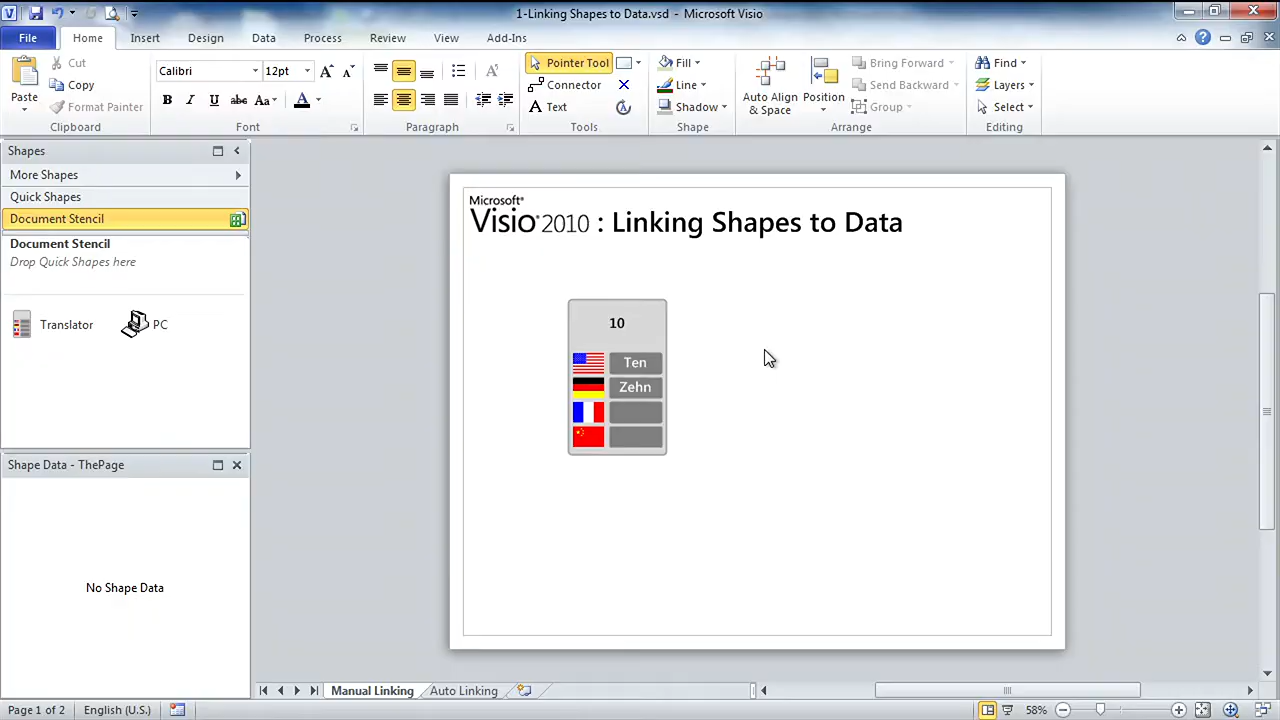 1-Linking Shapes to Data.vsd - Microsoft Visio
File Home Insert Design Data Process Review View Add-Ins
Paste
Cut
Copy
Format Painter
Clipboard
Calibri 12pt
B I U abc Aa A
Font
Paragraph
Pointer Tool
Connector
Text
Tools
Fill
Line
Shadow
Shape
Auto Align
& Space
Position
Bring Forward
Send Backward
Group
Arrange
Find
Layers
Select
Editing
Shapes
More Shapes
Quick Shapes
Document Stencil
Document Stencil
Drop Quick Shapes here
Translator PC
Shape Data - ThePage
No Shape Data
Microsoft®
Visio® 2010 : Linking Shapes to Data
10
Ten
Zehn
Manual Linking Auto Linking
Page 1 of 2 English (U.S.) 58%